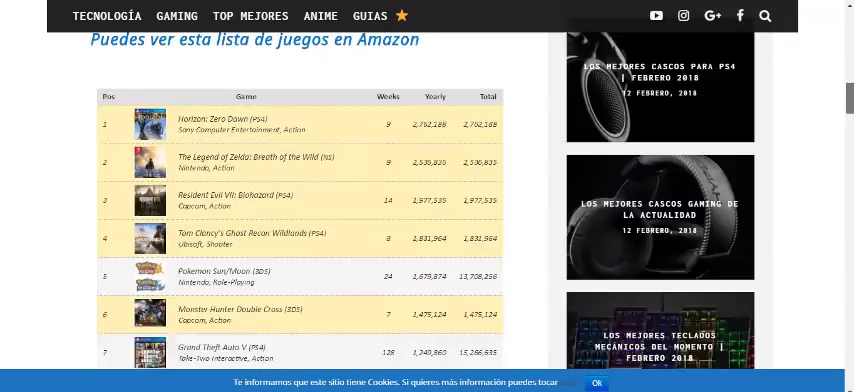 TECNOLOGÍA GAMING TOP MEJORES ANIME GUIAS
Puedes ver esta lista de juegos en Amazon
Pos Game Weeks Yearly Total
1 Horizon: Zero Dawn (PS4) 9 2,762,188 2,762,188
Sony Computer Entertainment, Action
2 The Legend of Zelda: Breath of the Wild (NS) 9 2,536,835 2,536,835
Nintendo, Action
3 Resident Evil VII: Biohazard (PS4) 14 1,977,535 1,977,535
Capcom, Action
4 Tom Clancy's Ghost Recon Wildlands (PS4) 8 1,831,964 1,831,964
Ubisoft, Shooter
5 Pokemon Sun/Moon (3DS) 24 1,679,874 13,708,256
Nintendo, Role-Playing
6 Monster Hunter Double Cross (3DS) 7 1,475,124 1,475,124
Capcom, Action
7 Grand Theft Auto V (PS4) 128 1,249,860 15,286,635
Take-Two Interactive, Action
LOS MEJORES CASCOS PARA PS4
| FEBRERO 2018
12 FEBRERO, 2018
LOS MEJORES CASCOS GAMING DE
LA ACTUALIDAD
12 FEBRERO, 2018
LOS MEJORES TECLADOS
MECÁNICOS DEL MOMENTO |
FEBRERO 2018
Te informamos que este sitio tiene Cookies. Si quieres más información puedes tocar Ok